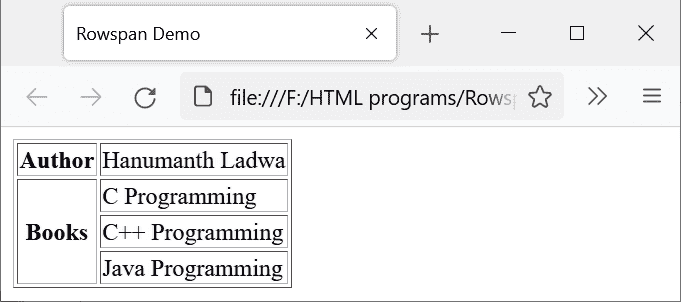 Rowspan Demo
file:///F:/HTML programs/Rows
Author Hanumanth Ladwa
Books C Programming
C++ Programming
Java Programming